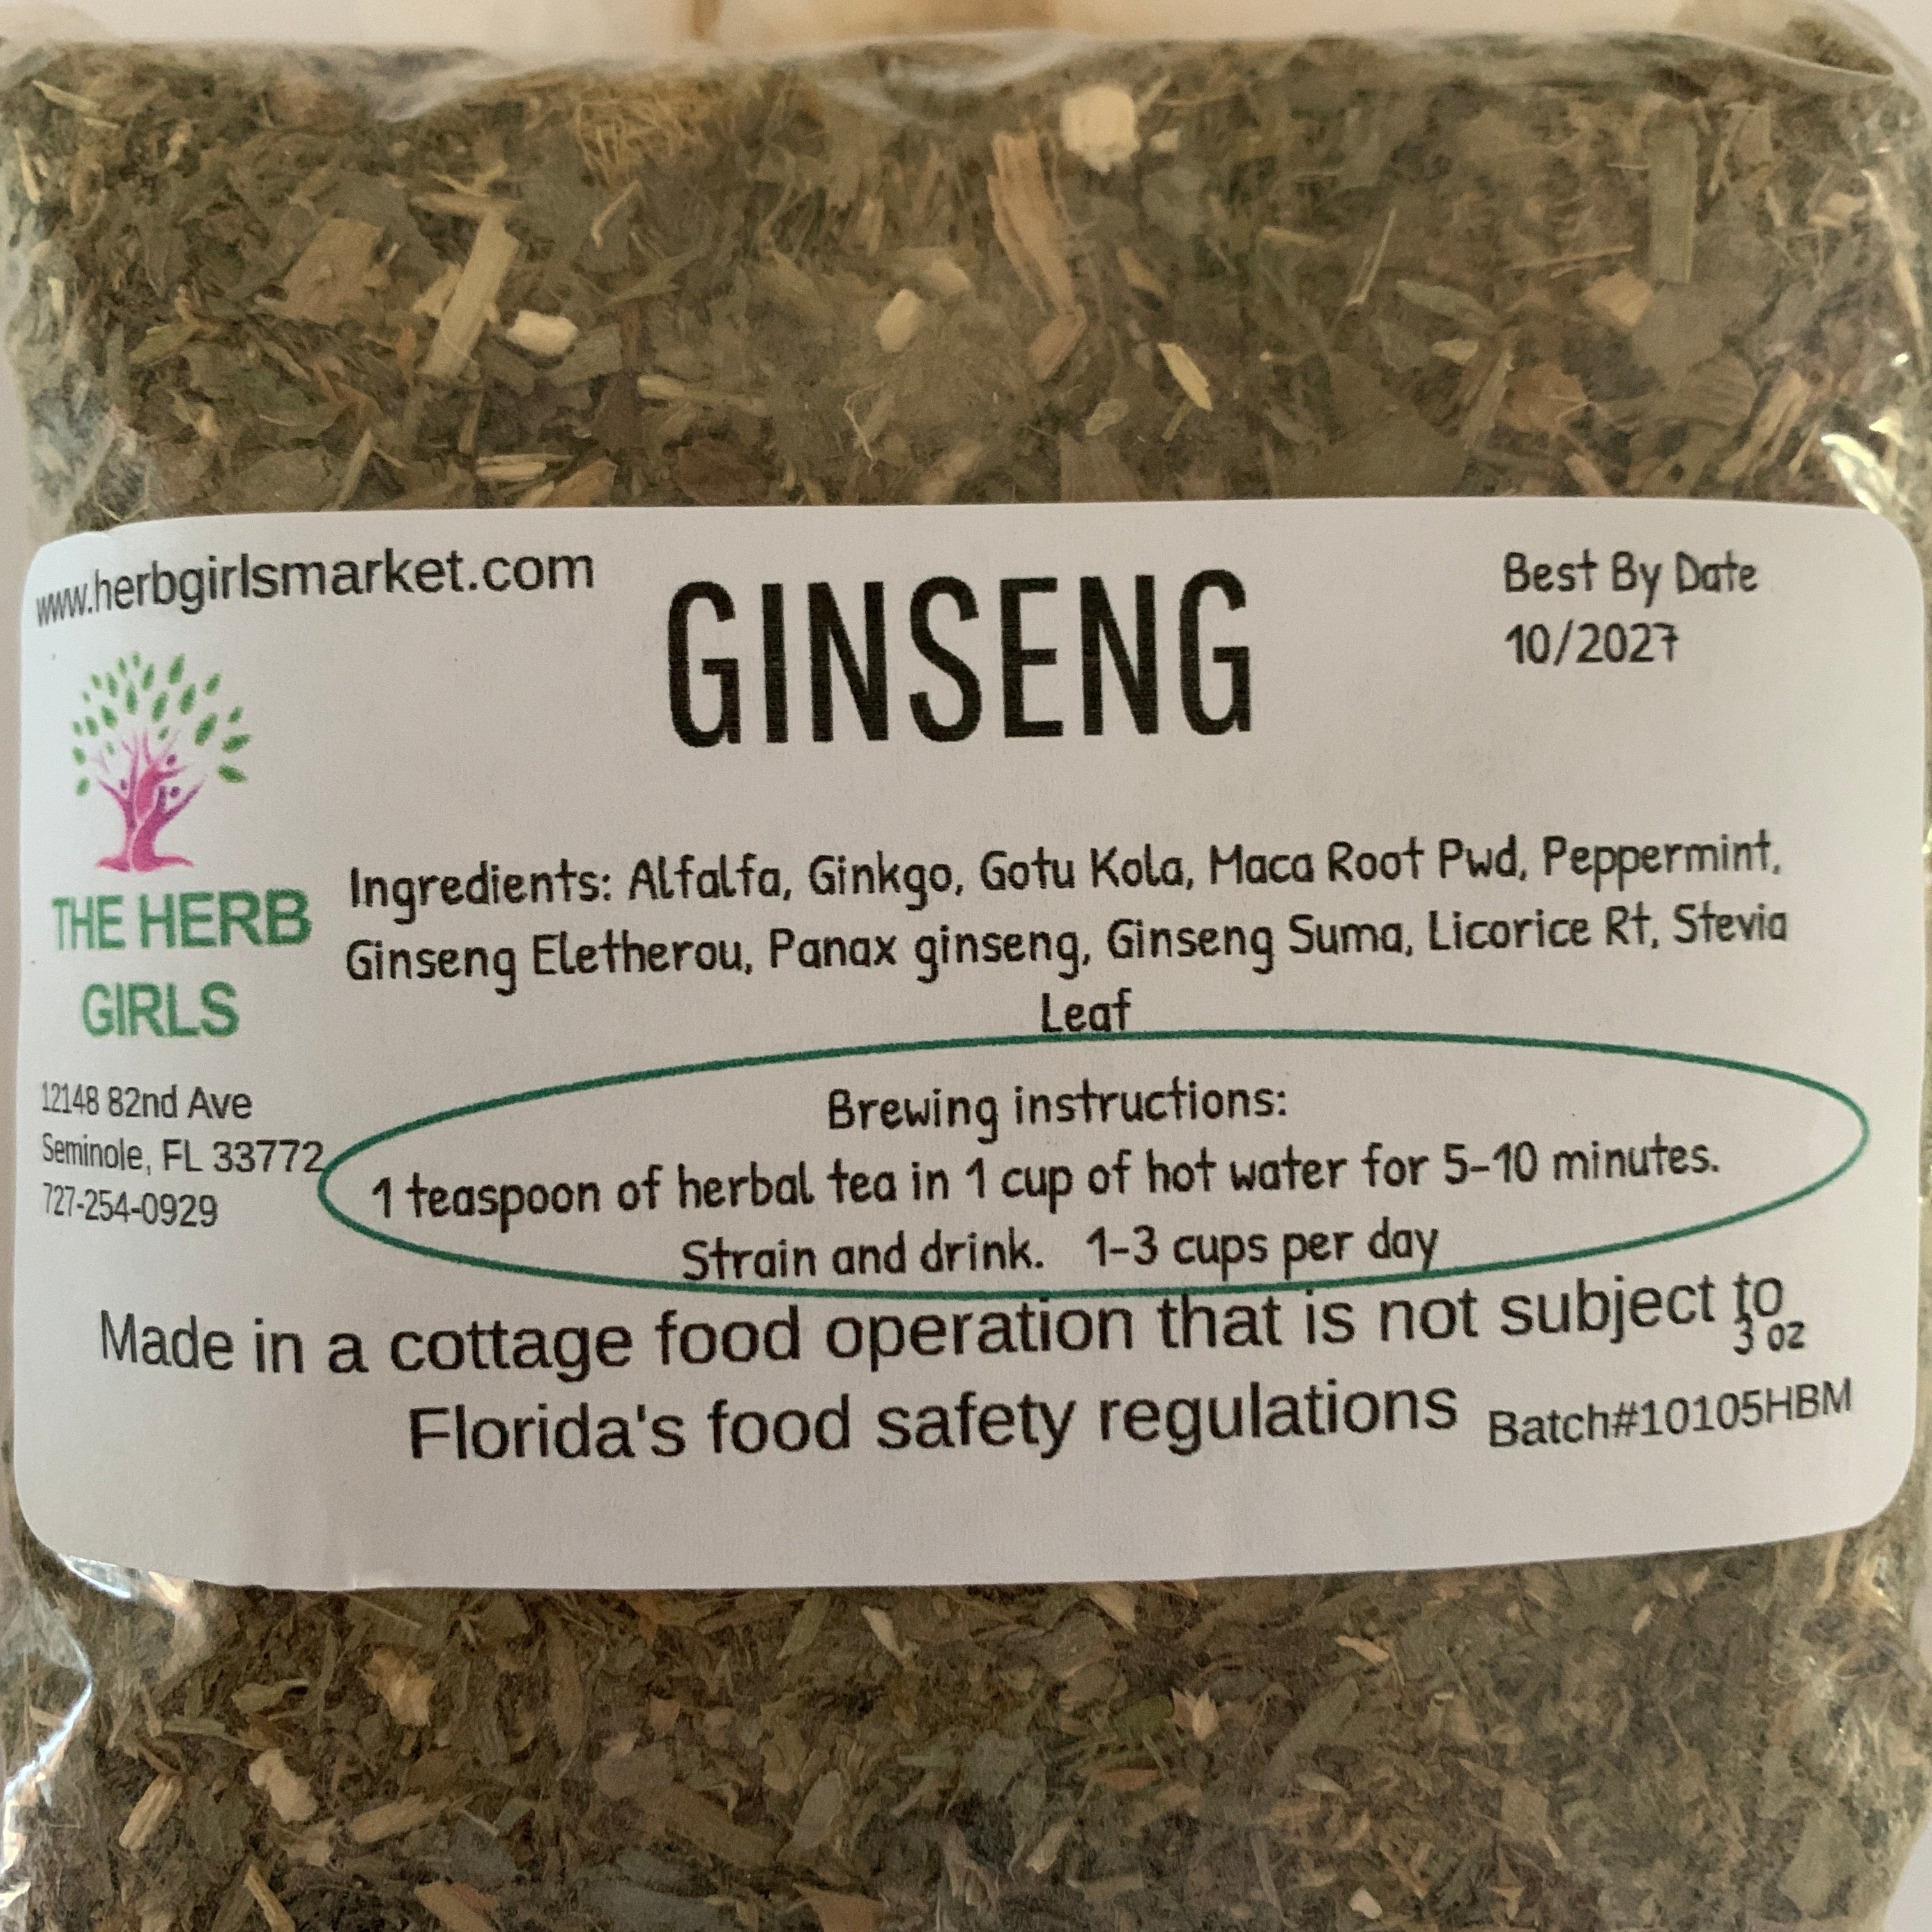 www.herbgirlsmarket.com
GINSENG
Best By Date
10/2027
THE HERB
GIRLS
12148 82nd Ave
Seminole, FL 33772
727-254-0929
Ingredients: Alfalfa, Ginkgo, Gotu Kola, Maca Root Pwd, Peppermint,
Ginseng Eletherou, Panax ginseng, Ginseng Suma, Licorice Rt, Stevia
Leaf
Brewing instructions:
1 teaspoon of herbal tea in 1 cup of hot water for 5-10 minutes.
Strain and drink. 1-3 cups per day
Made in a cottage food operation that is not subject to
Florida's food safety regulations
3 oz
Batch#10105HBM